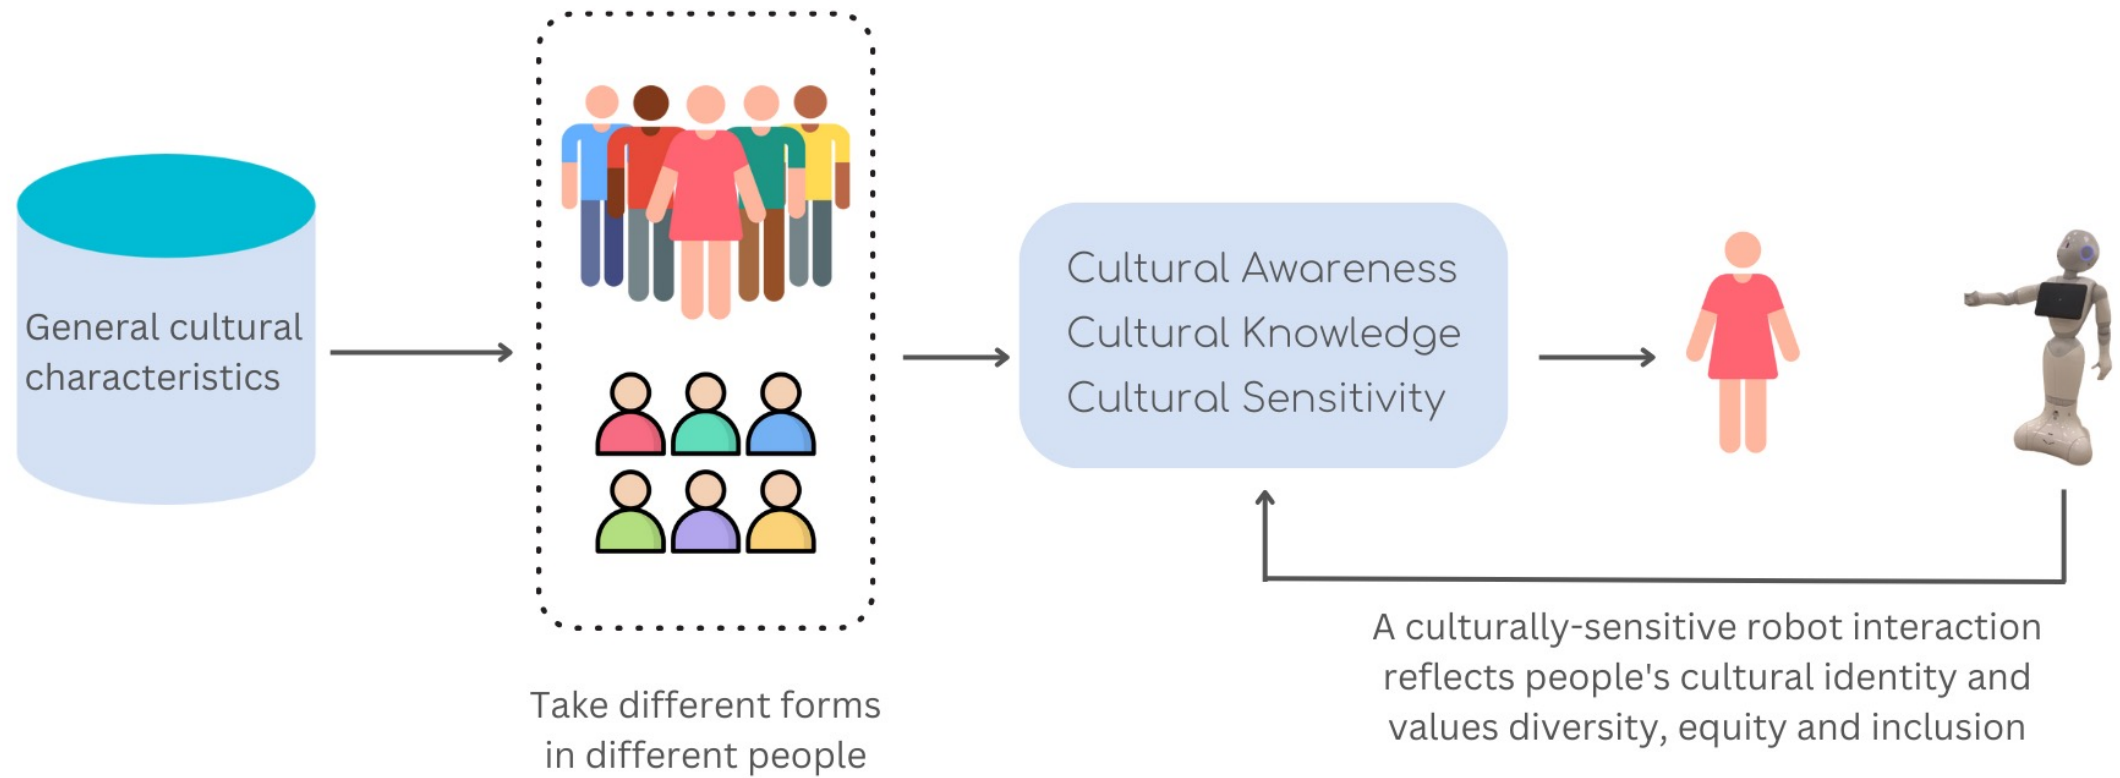 General cultural
characteristics
Take different forms
in different people
Cultural Awareness
Cultural Knowledge
Cultural Sensitivity
A culturally-sensitive robot interaction
reflects people's cultural identity and
values diversity, equity and inclusion